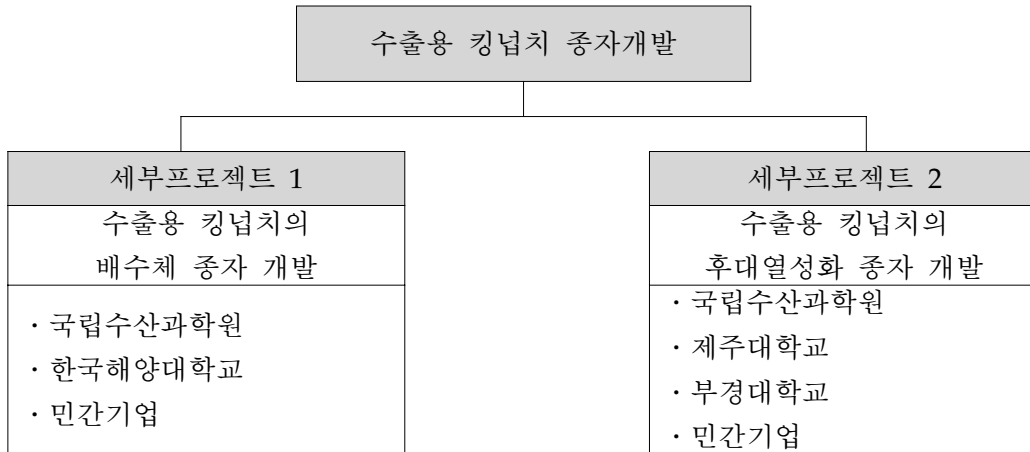 수출용 킹넙치 종자개발
세부프로젝트 1
수출용 킹넙치의
배수체 종자 개발
· 국립수산과학원
· 한국해양대학교
· 민간기업
세부프로젝트 2
수출용 킹넙치의
후대열성화 종자 개발
· 국립수산과학원
· 제주대학교
· 부경대학교
· 민간기업